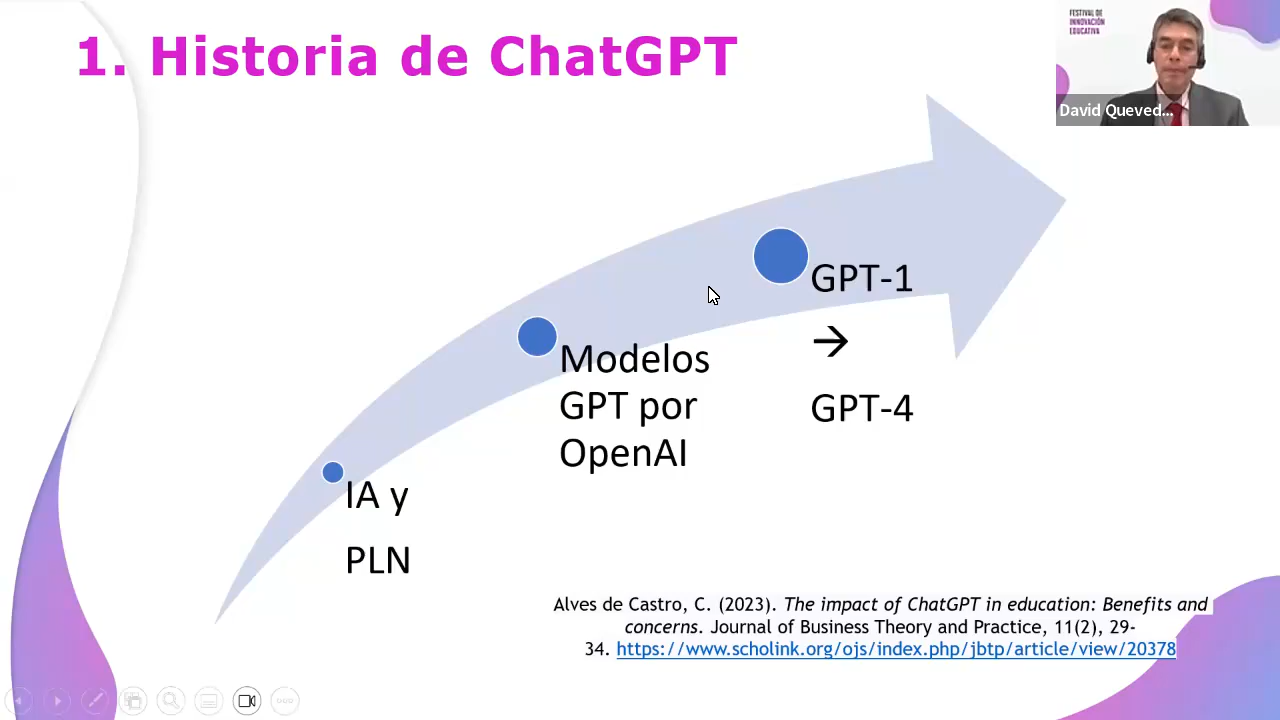 1. Historia de ChatGPT
FESTIVAL DE
INNOVACIÓN
EDUCATIVA
David Queved...
GPT-1
→
GPT-4
Modelos
GPT por
OpenAI
IA y
PLN
Alves de Castro, C. (2023). The impact of ChatGPT in education: Benefits and
concerns. Journal of Business Theory and Practice, 11(2), 29-
34. https://www.scholink.org/ojs/index.php/jbtp/article/view/20378